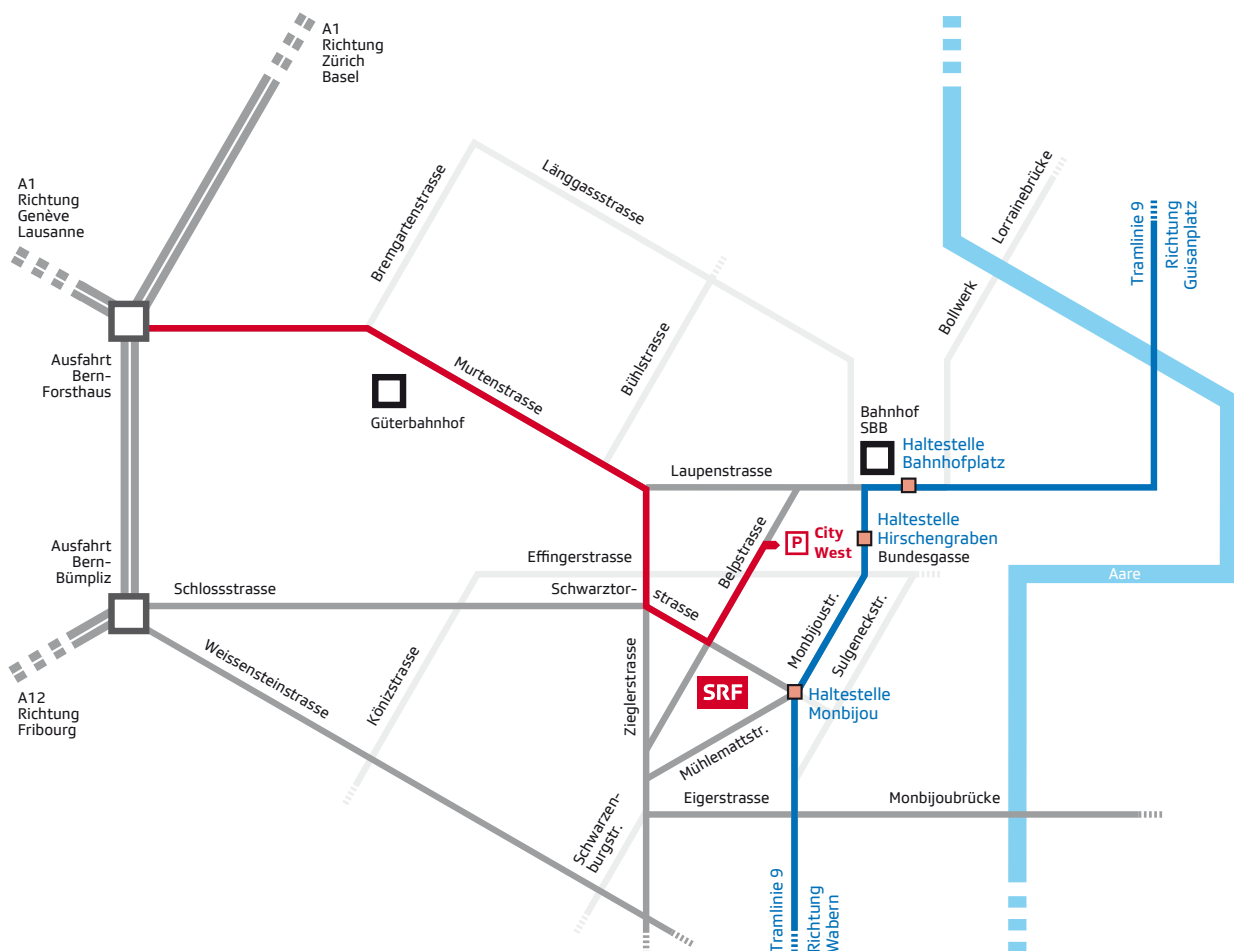 A1
Richtung
Zürich
Basel
A1
Richtung
Genève
Lausanne
Bremgartenstrasse
Länggassstrasse
Lorrainebrücke
Tramlinie 9
Richtung
Guisanplatz
Bollwerk
Bühlstrasse
Murtenstrasse
Ausfahrt
Bern-
Forsthaus
Güterbahnhof
Bahnhof
SBB
Haltestelle
Bahnhofplatz
Laupenstrasse
Haltestelle
Hirschengraben
Bundesgasse
P
City
West
Belpstrasse
Effingerstrasse
Ausfahrt
Bern-
Bümpliz
Schlossstrasse
Schwarztor-
strasse
Aare
Monbijoustr.
Sulgeneckstr.
Weissensteinstrasse
Könizstrasse
Zieglerstrasse
SRF
Haltestelle
Monbijou
A12
Richtung
Fribourg
Mühlemattstr.
Eigerstrasse
Monbijoubrücke
Schwarzen-
burgstr.
Tramlinie 9
Richtung
Wabern